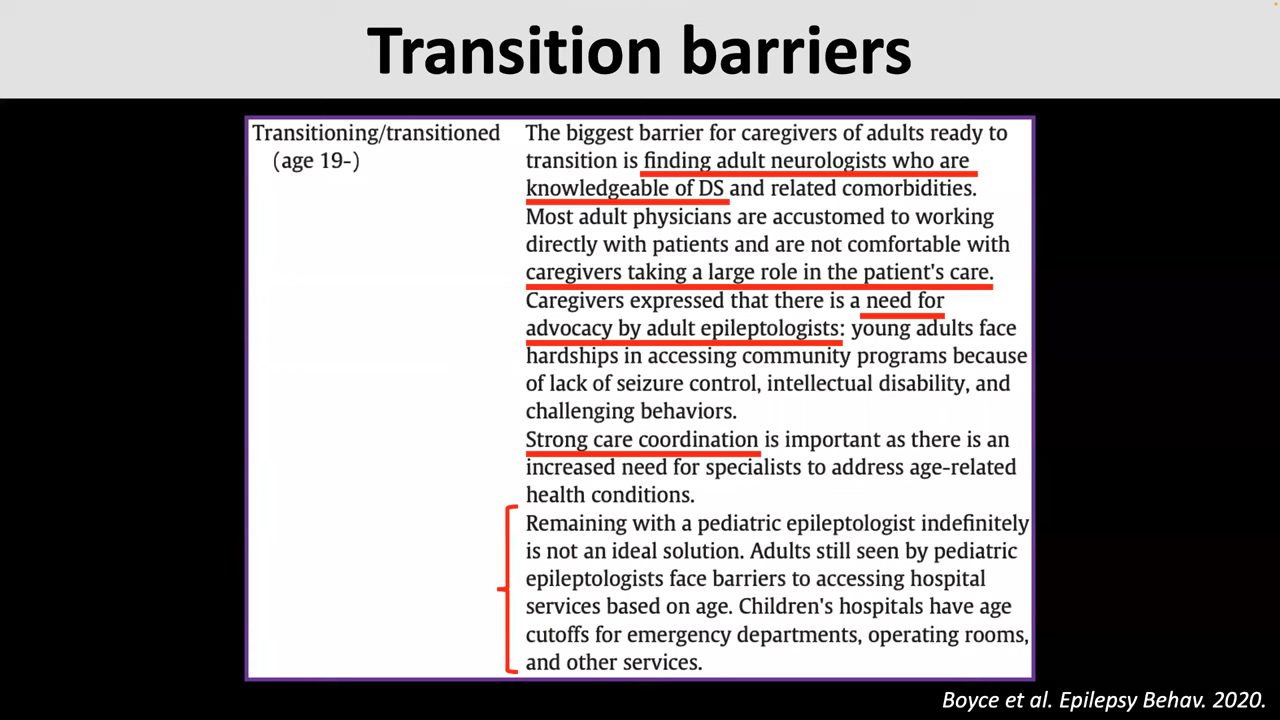 Transition barriers
Transitioning/transitioned
(age 19-)
The biggest barrier for caregivers of adults ready to
transition is finding adult neurologists who are
knowledgeable of DS and related comorbidities.
Most adult physicians are accustomed to working
directly with patients and are not comfortable with
caregivers taking a large role in the patient's care.
Caregivers expressed that there is a need for
advocacy by adult epileptologists: young adults face
hardships in accessing community programs because
of lack of seizure control, intellectual disability, and
challenging behaviors.
Strong care coordination is important as there is an
increased need for specialists to address age-related
health conditions.
Remaining with a pediatric epileptologist indefinitely
is not an ideal solution. Adults still seen by pediatric
epileptologists face barriers to accessing hospital
services based on age. Children's hospitals have age
cutoffs for emergency departments, operating rooms,
and other services.
Boyce et al. Epilepsy Behav. 2020.